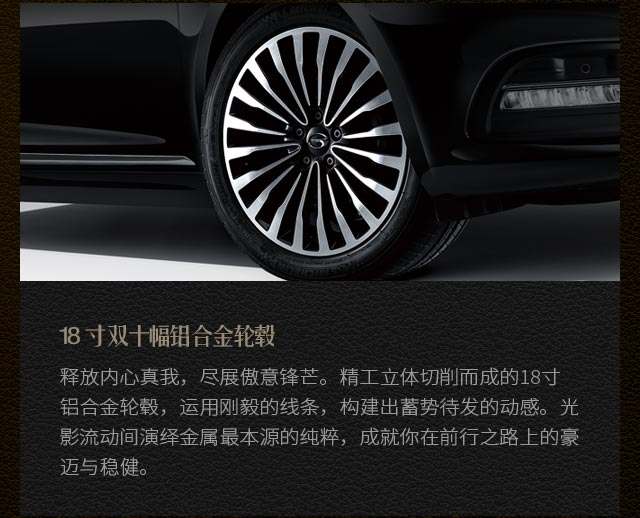 18寸双十幅铝合金轮毂
释放内心真我，尽展傲意锋芒。精工立体切削而成的18寸
铝合金轮毂，运用刚毅的线条，构建出蓄势待发的动感。光
影流动间演绎金属最本源的纯粹，成就你在前行之路上的豪
迈与稳健。